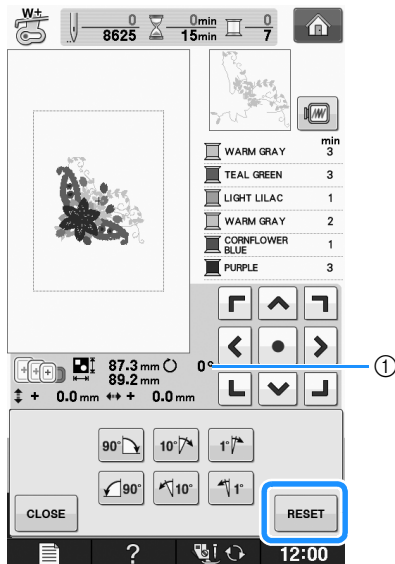 W+
0 0min 0
8625 15min 7
min
WARM GRAY 3
TEAL GREEN 3
LIGHT LILAC 1
WARM GRAY 2
CORNFLOWER
BLUE 1
PURPLE 3
87.3 mm 0°
89.2 mm
+ 0.0 mm + 0.0 mm
①
90° 10° 1°
90° 10° 1°
CLOSE RESET
? 12:00